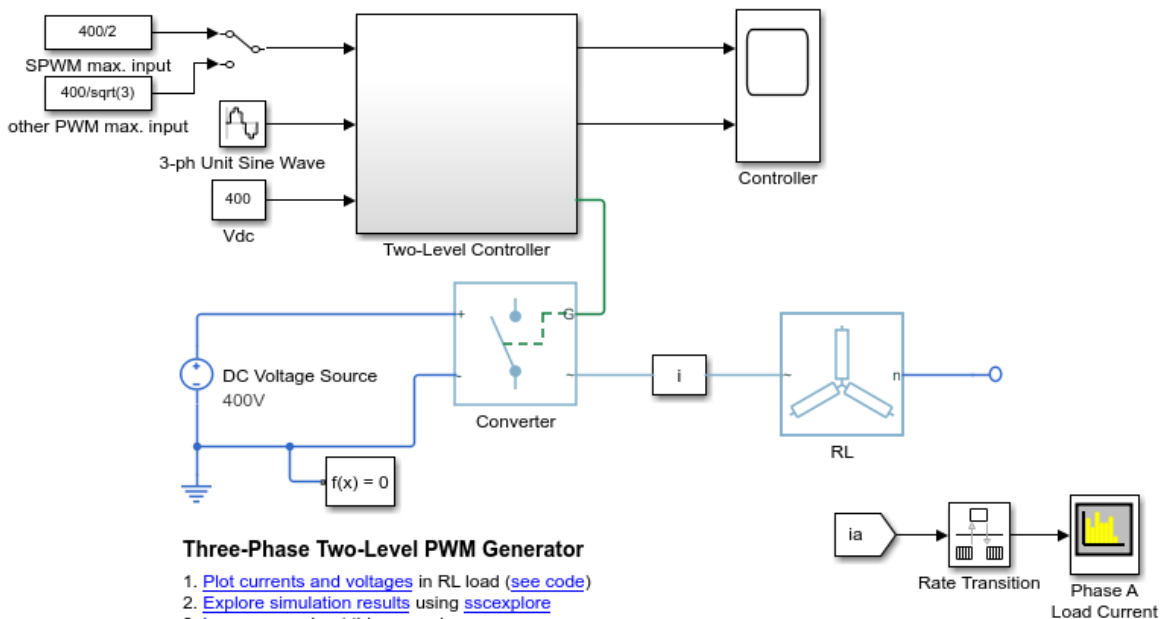 400/2
SPWM max. input
400/sqrt(3)
other PWM max. input
3-ph Unit Sine Wave
400
Vdc
Two-Level Controller
Controller
+
G
DC Voltage Source
400V
-
~
Converter
i
~
n
RL
f(x) = 0
ia
Rate Transition
Phase A
Load Current
Three-Phase Two-Level PWM Generator
1. Plot currents and voltages in RL load (see code)
2. Explore simulation results using sscexplore